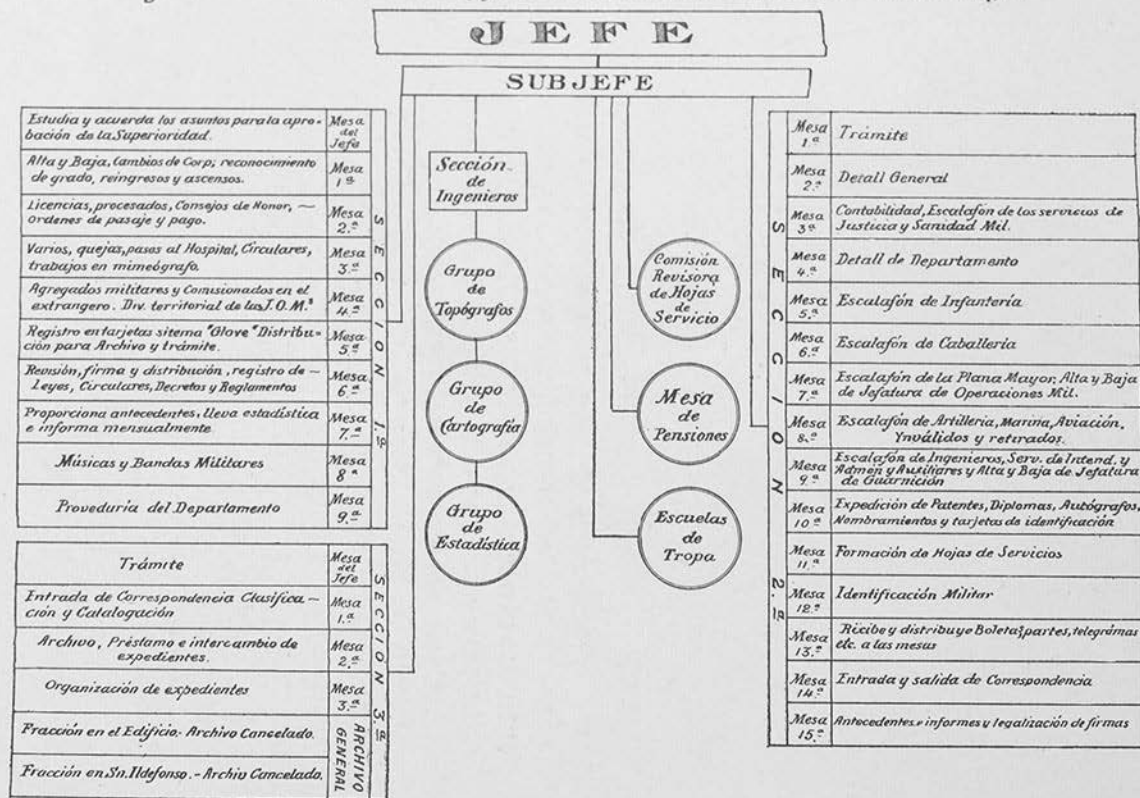 JEFE
SUBJEFE
Estudia y acuerda los asuntos para la apro-
bación de la Superioridad.
Mesa
del
Jefe
Alta y Baja, Cambios de Corp; reconocimiento
de grado, reingresos y ascensos.
Mesa
1ª
Licencias, procesados, Consejos de Honor, —
ordenes de pasaje y pago.
Mesa
2.ª
Varios, quejas, pasos al Hospital, Circulares,
trabajos en mimeógrafo.
Mesa
3.ª
Agregados militares y Comisionados en el
extrangero. Div. territorial de las J.O.M.ˢ
Mesa
4.ª
Registro en tarjetas sitema "Glove" Distribu-
ción para Archivo y trámite.
Mesa
5.ª
Revisión, firma y distribución, registro de —
Leyes, Circulares, Decretos y Reglamentos
Mesa
6.ª
Proporciona antecedentes, lleva estadística
e informa mensualmente
Mesa
7.ª
Músicas y Bandas Militares
Mesa
8ª
Proveduría del Departamento
Mesa
9.ª
SECCION 1.ª
Trámite
Mesa
del
Jefe
Entrada de Correspondencia Clasifica —
ción y Catalogación
Mesa
1.ª
Archivo, Préstamo e intercambio de
expedientes.
Mesa
2.ª
Organización de expedientes
Mesa
3.ª
Fracción en el Edificio.- Archivo Cancelado.
Fracción en Sn. Ildefonso. - Archivo Cancelado.
ARCHIVO
GENERAL
SECCION 3.ª
Sección
de
Ingenieros
Grupo
de
Topógrafos
Grupo
de
Cartografía
Grupo
de
Estadística
Comisión
Revisora
de Hojas
de
Servicio
Mesa
de
Pensiones
Escuelas
de
Tropa
SECCION 2.ª
Mesa
1.ª
Trámite
Mesa
2.ª
Detall General
Mesa
3ª
Contabilidad, Escalafón de los servicios de
Justicia y Sanidad Mil.
Mesa
4.ª
Detall de Departamento
Mesa
5.ª
Escalafón de Infantería
Mesa
6.ª
Escalafón de Caballería
Mesa
7.ª
Escalafón de la Plana Mayor, Alta y Baja
de Jefatura de Operaciones Mil.
Mesa
8.ª
Escalafón de Artillería, Marina, Aviación,
Ynválidos y retirados.
Mesa
9.ª
Escalafón de Ingenieros, Serv. de Intend. y
Admón y Auxiliares y Alta y Baja de Jefatura
de Guarnición
Mesa
10ª
Expedición de Patentes, Diplomas, Autógrafos,
Nombramientos y tarjetas de identificación
Mesa
11.ª
Formación de Hojas de Servicios
Mesa
12.ª
Identificación Militar
Mesa
13.ª
Ricibe y distribuye Boletas, partes, telegrámas
etc. a las mesas
Mesa
14.ª
Entrada y salida de Correspondencia
Mesa
15.ª
Antecedentes e informes y legalización de firmas